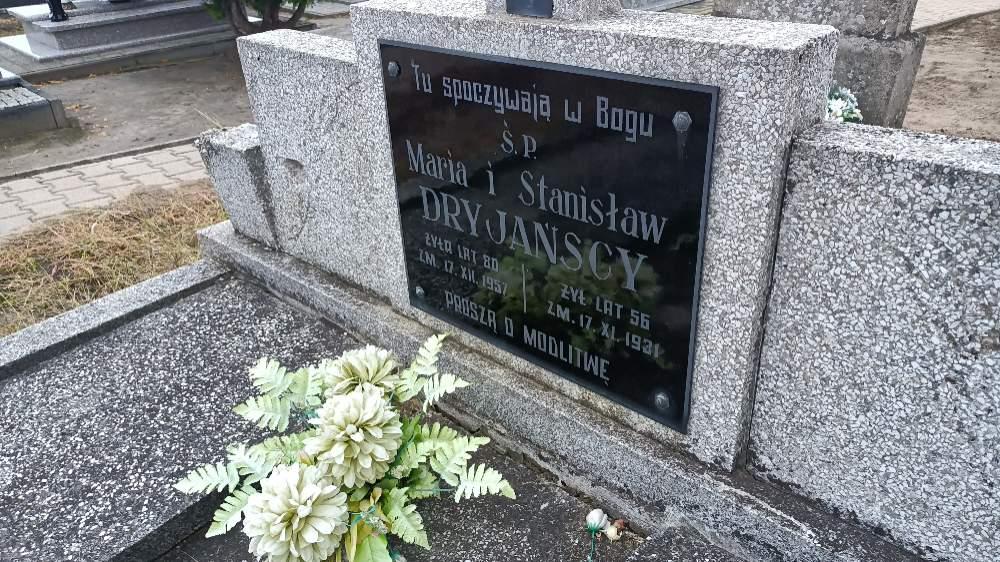 Tu spoczywają w Bogu
Ś.P.
Maria i Stanisław
DRYJANSCY
ŻYŁA LAT 80
ZM. 17. XII. 1957
ŻYŁ LAT 56
ZM. 17. XI. 1931
PROSZĄ O MODLITWĘ